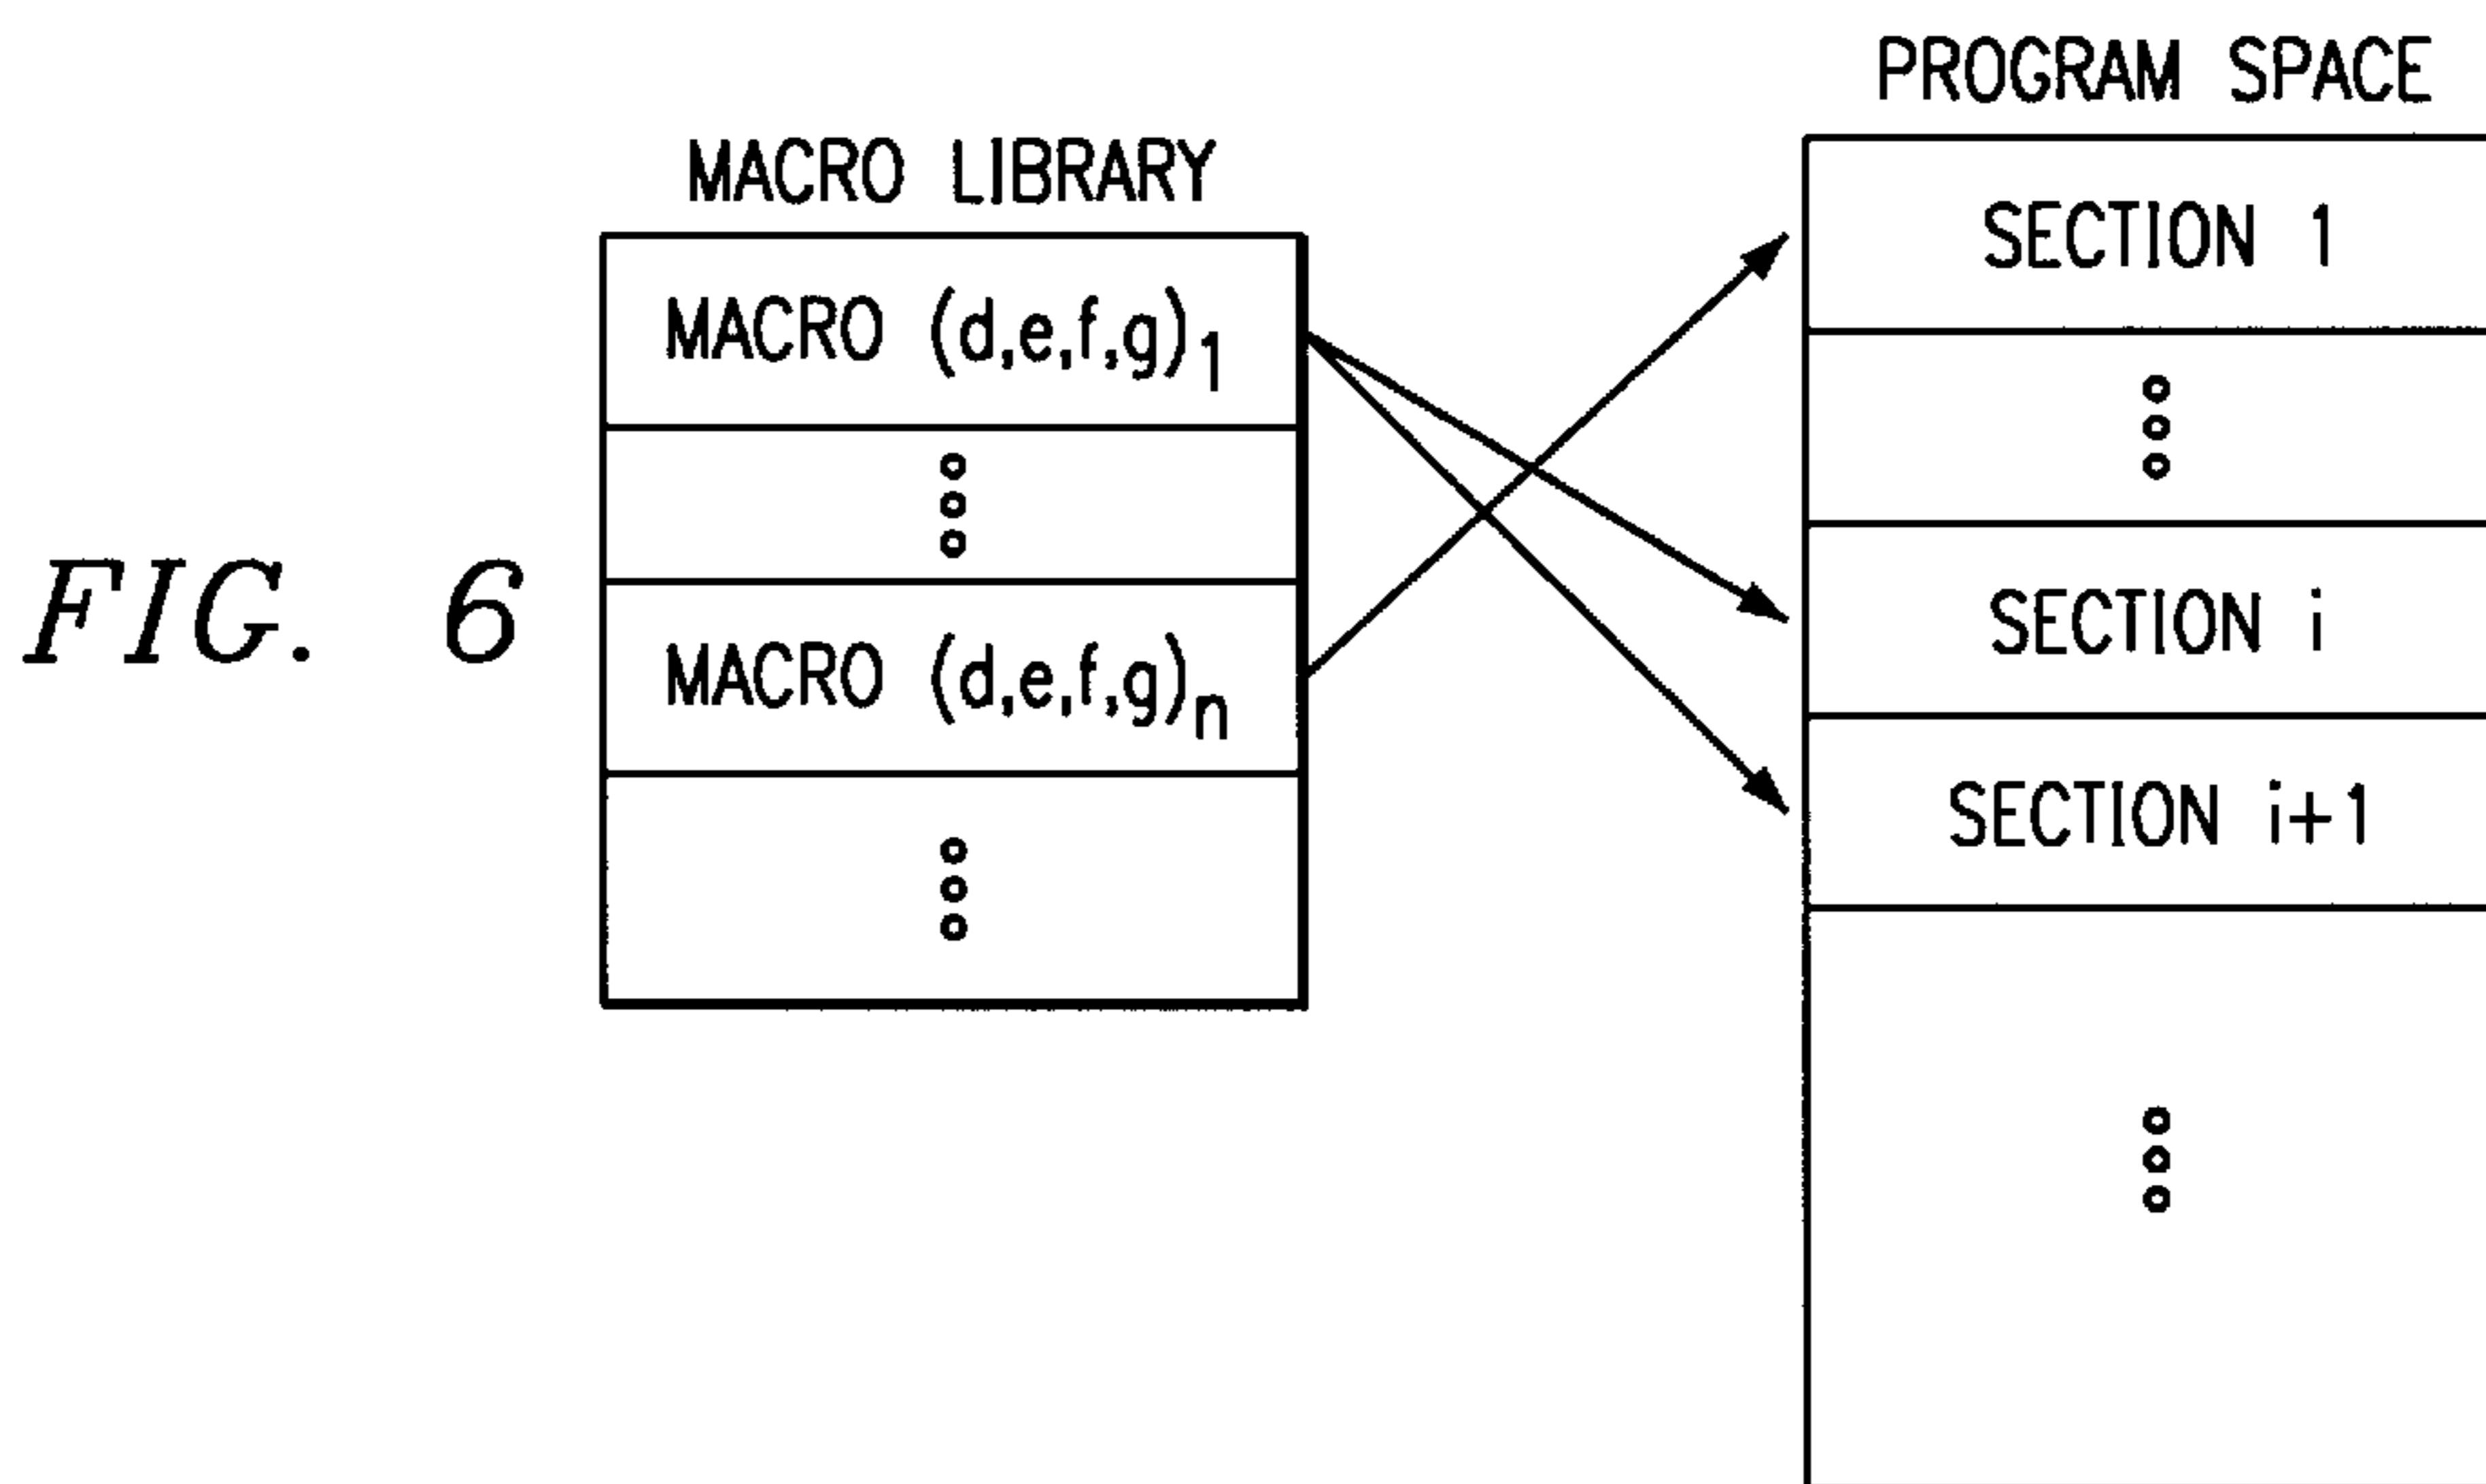 PROGRAM SPACE
MACRO LIBRARY
SECTION 1
MACRO (d,e,f,g)1
FIG. 6
SECTION i
MACRO (d,e,f,g)n
SECTION i+1